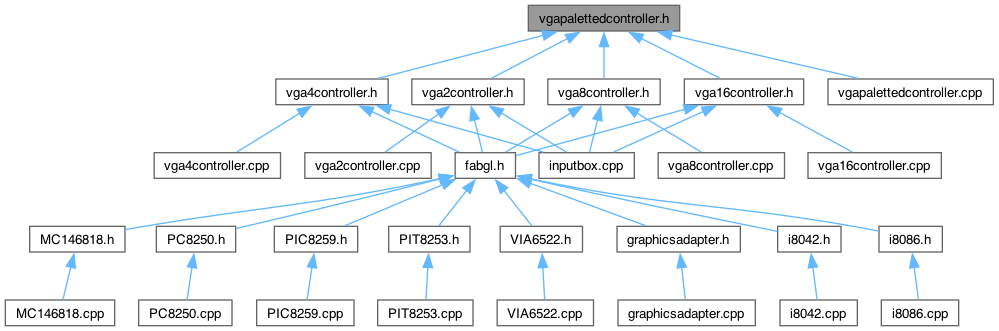 vgapalettedcontroller.h
vga4controller.h
vga2controller.h
vga8controller.h
vga16controller.h
vgapalettedcontroller.cpp
vga4controller.cpp
vga2controller.cpp
fabgl.h
inputbox.cpp
vga8controller.cpp
vga16controller.cpp
MC146818.h
PC8250.h
PIC8259.h
PIT8253.h
VIA6522.h
graphicsadapter.h
i8042.h
i8086.h
MC146818.cpp
PC8250.cpp
PIC8259.cpp
PIT8253.cpp
VIA6522.cpp
graphicsadapter.cpp
i8042.cpp
i8086.cpp